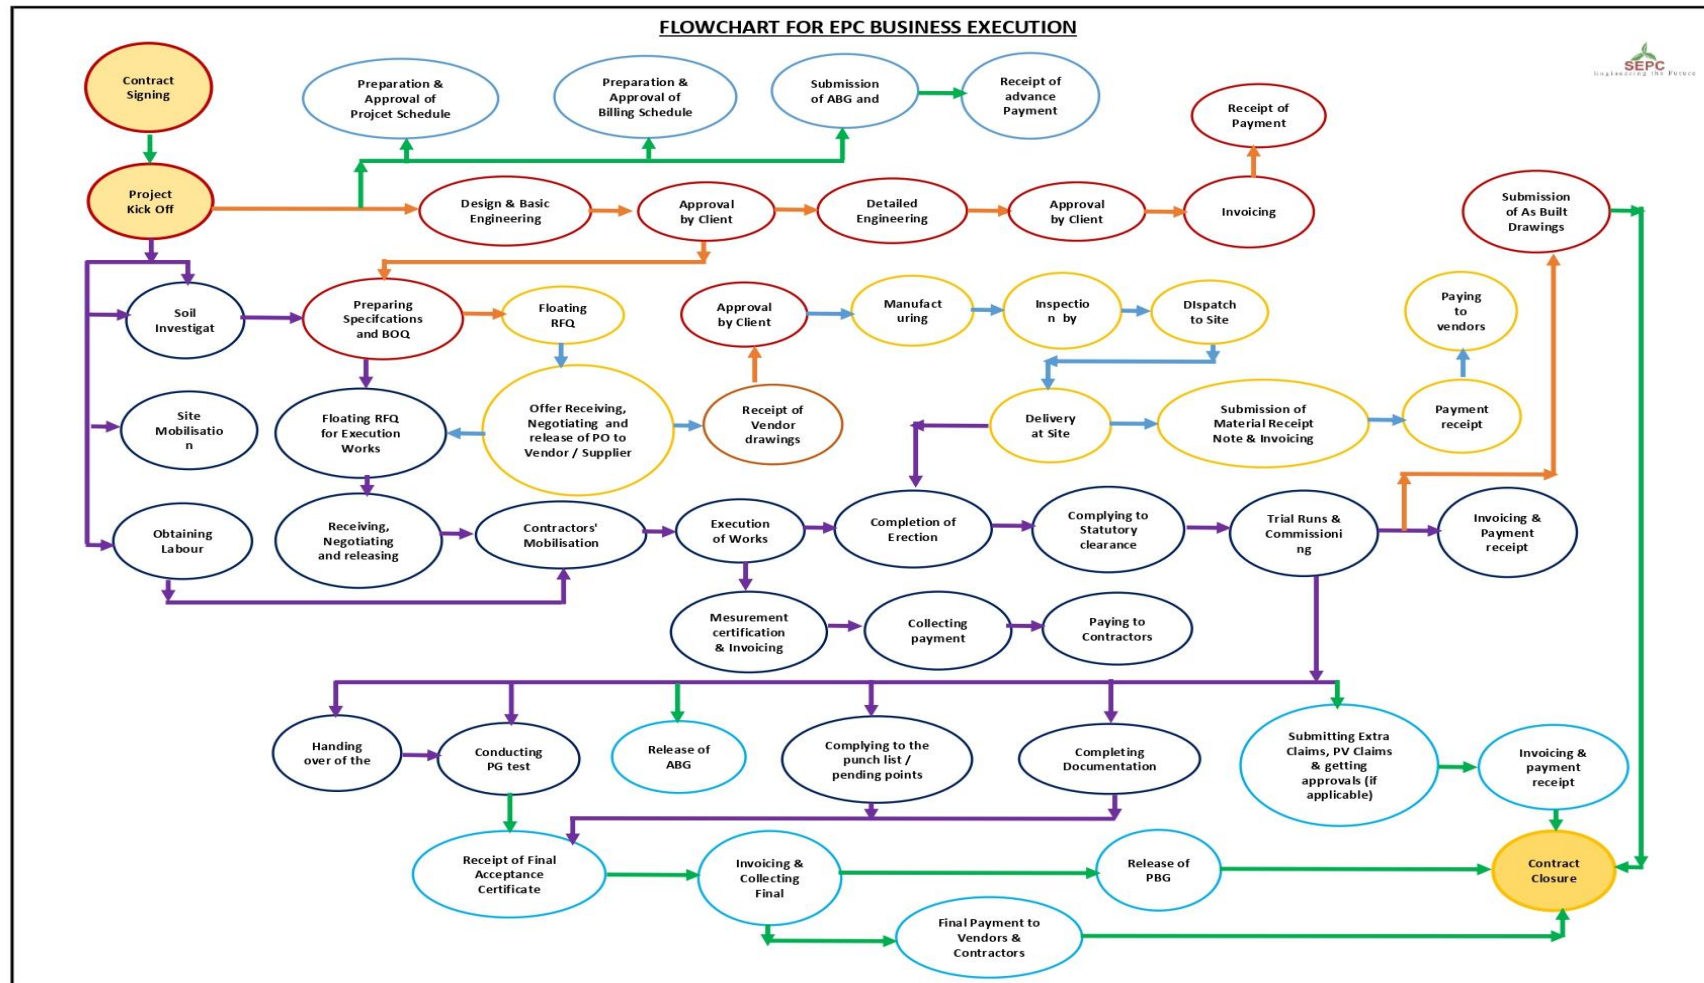 FLOWCHART FOR EPC BUSINESS EXECUTION
SEPC
Engineering the Future
Contract
Signing
Preparation &
Approval of
Projcet Schedule
Preparation &
Approval of
Billing Schedule
Submission
of ABG and
Receipt of
advance
Payment
Receipt of
Payment
Project
Kick Off
Design & Basic
Engineering
Approval
by Client
Detailed
Engineering
Approval
by Client
Invoicing
Submission
of As Built
Drawings
Soil
Investigat
Preparing
Specifcations
and BOQ
Floating
RFQ
Approval
by Client
Manufact
uring
Inspectio
n by
DIspatch
to Site
Paying
to
vendors
Site
Mobilisatio
n
Floating RFQ
for Execution
Works
Offer Receiving,
Negotiating and
release of PO to
Vendor / Supplier
Receipt of
Vendor
drawings
Delivery
at Site
Submission of
Material Receipt
Note & Invoicing
Payment
receipt
Obtaining
Labour
Receiving,
Negotiating
and releasing
Contractors'
Mobilisation
Execution
of Works
Completion of
Erection
Complying to
Statutory
clearance
Trial Runs &
Commissioni
ng
Invoicing &
Payment
receipt
Mesurement
certification
& Invoicing
Collecting
payment
Paying to
Contractors
Handing
over of the
Conducting
PG test
Release of
ABG
Complying to the
punch list /
pending points
Completing
Documentation
Submitting Extra
Claims, PV Claims
& getting
approvals (if
applicable)
Invoicing &
payment
receipt
Receipt of Final
Acceptance
Certificate
Invoicing &
Collecting
Final
Release of
PBG
Contract
Closure
Final Payment to
Vendors &
Contractors